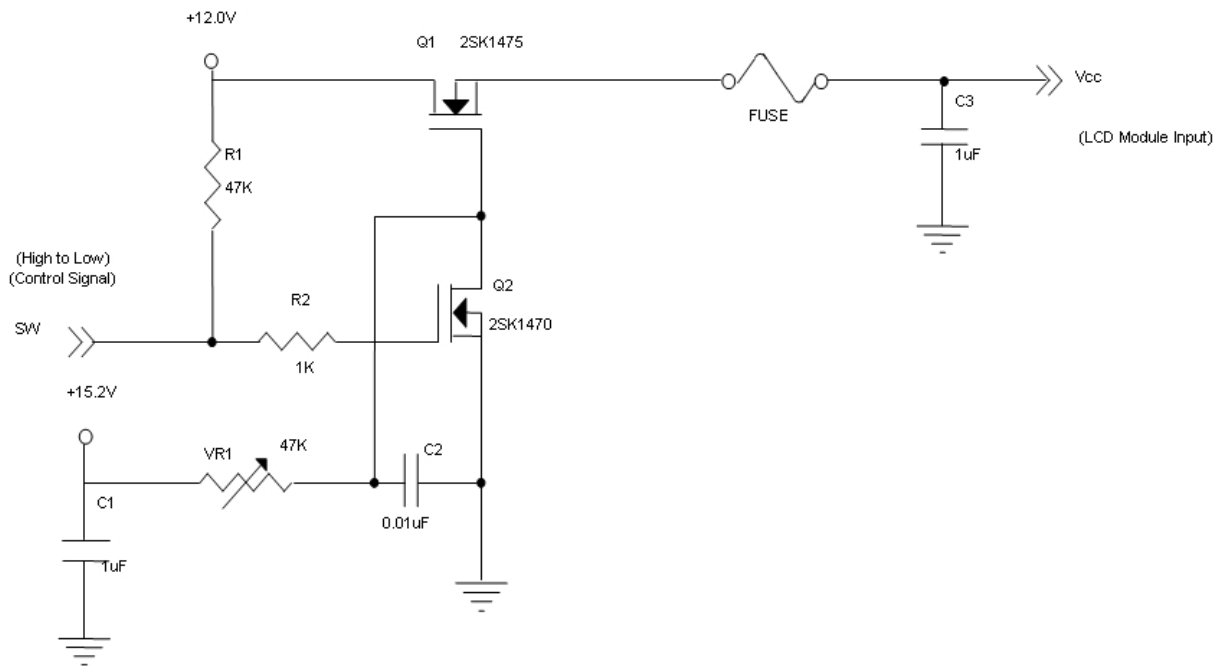 +12.0V
Q1 2SK1475
Vcc
C3
FUSE
(LCD Module Input)
R1
1uF
47K
(High to Low)
(Control Signal)
Q2
R2
SW
2SK1470
1K
+15.2V
47K
VR1
C2
C1
0.01uF
1uF